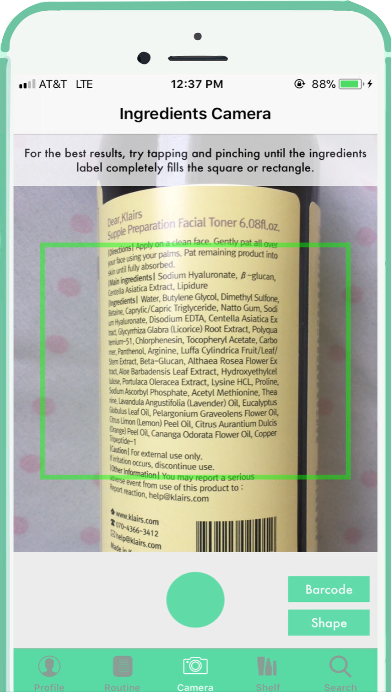 AT&T LTE
12:37 PM
88%
Ingredients Camera
For the best results, try tapping and pinching until the ingredients
label completely fills the square or rectangle.
Dear,Klairs
Supple Preparation Facial Toner 6.08fl.oz.
|Directions| Apply on a clean face. Gently pat all over
your face using your palms. Pat remaining product into
skin until fully absorbed.
|Main ingredients| Sodium Hyaluronate, β-glucan,
Centella Asiatica Extract, Lipidure
|Ingredients| Water, Butylene Glycol, Dimethyl Sulfone,
Betaine, Caprylic/Capric Triglyceride, Natto Gum, Sodi
um Hyaluronate, Disodium EDTA, Centella Asiatica Ex
tract, Glycyrrhiza Glabra (Licorice) Root Extract, Polyqua
ternium-51, Chlorphenesin, Tocopheryl Acetate, Carbo
mer, Panthenol, Arginine, Luffa Cylindrica Fruit/Leaf/
Stem Extract, Beta-Glucan, Althaea Rosea Flower Ex
tract, Aloe Barbadensis Leaf Extract, Hydroxyethylcel
lulose, Portulaca Oleracea Extract, Lysine HCL, Proline,
Sodium Ascorbyl Phosphate, Acetyl Methionine, Thea
nine, Lavandula Angustifolia (Lavender) Oil, Eucalyptus
Globulus Leaf Oil, Pelargonium Graveolens Flower Oil,
Citrus Limon (Lemon) Peel Oil, Citrus Aurantium Dulcis
(Orange) Peel Oil, Cananga Odorata Flower Oil, Copper
Tripeptide-1
|Caution| For external use only.
If irritation occurs, discontinue use.
|Other Information| You may report a serious
adverse event from use of this product to :
Report reaction, help@klairs.com
www.klairs.com
070-4366-3412
help@klairs.com
Made in
Barcode
Shape
Profile
Routine
Camera
Shelf
Search